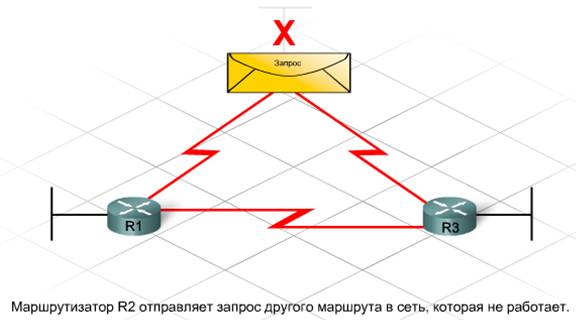 X
Запрос
R1
R3
Маршрутизатор R2 отправляет запрос другого маршрута в сеть, которая не работает.